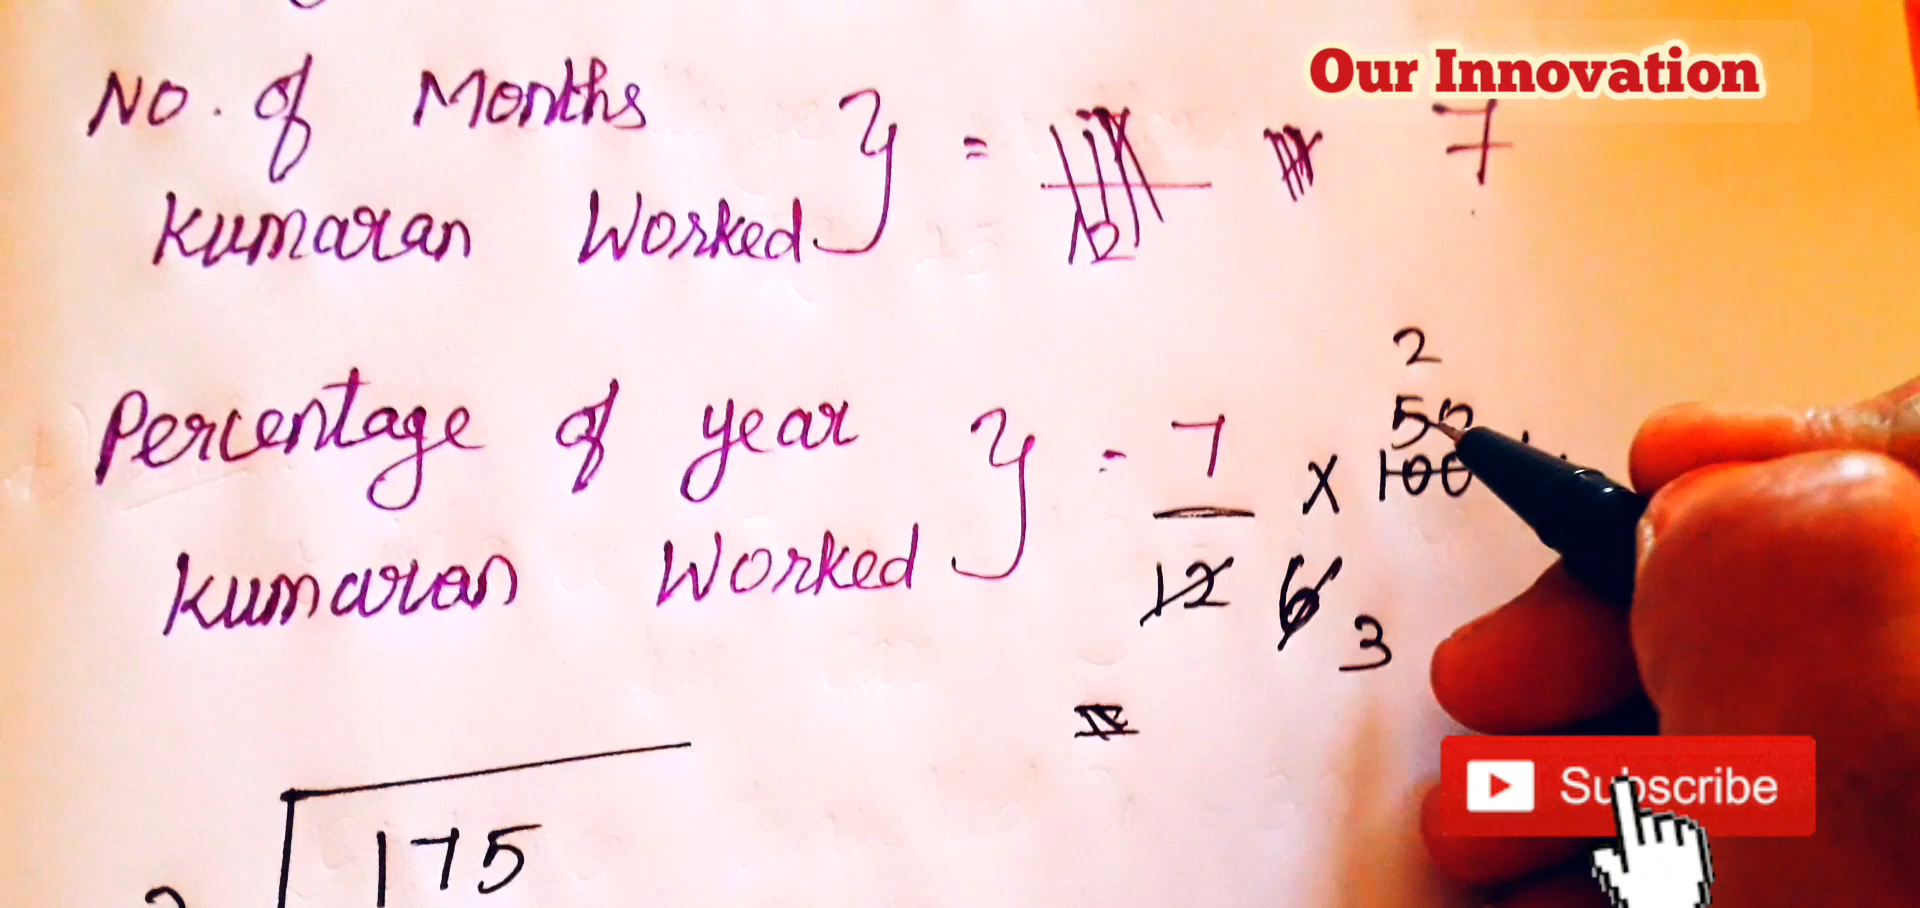 Our Innovation
No. of Months
Kumaran Worked } = 7
2
50
Percentage of year } = 7 × 100
Kumaran Worked 12 6 3
175
Subscribe